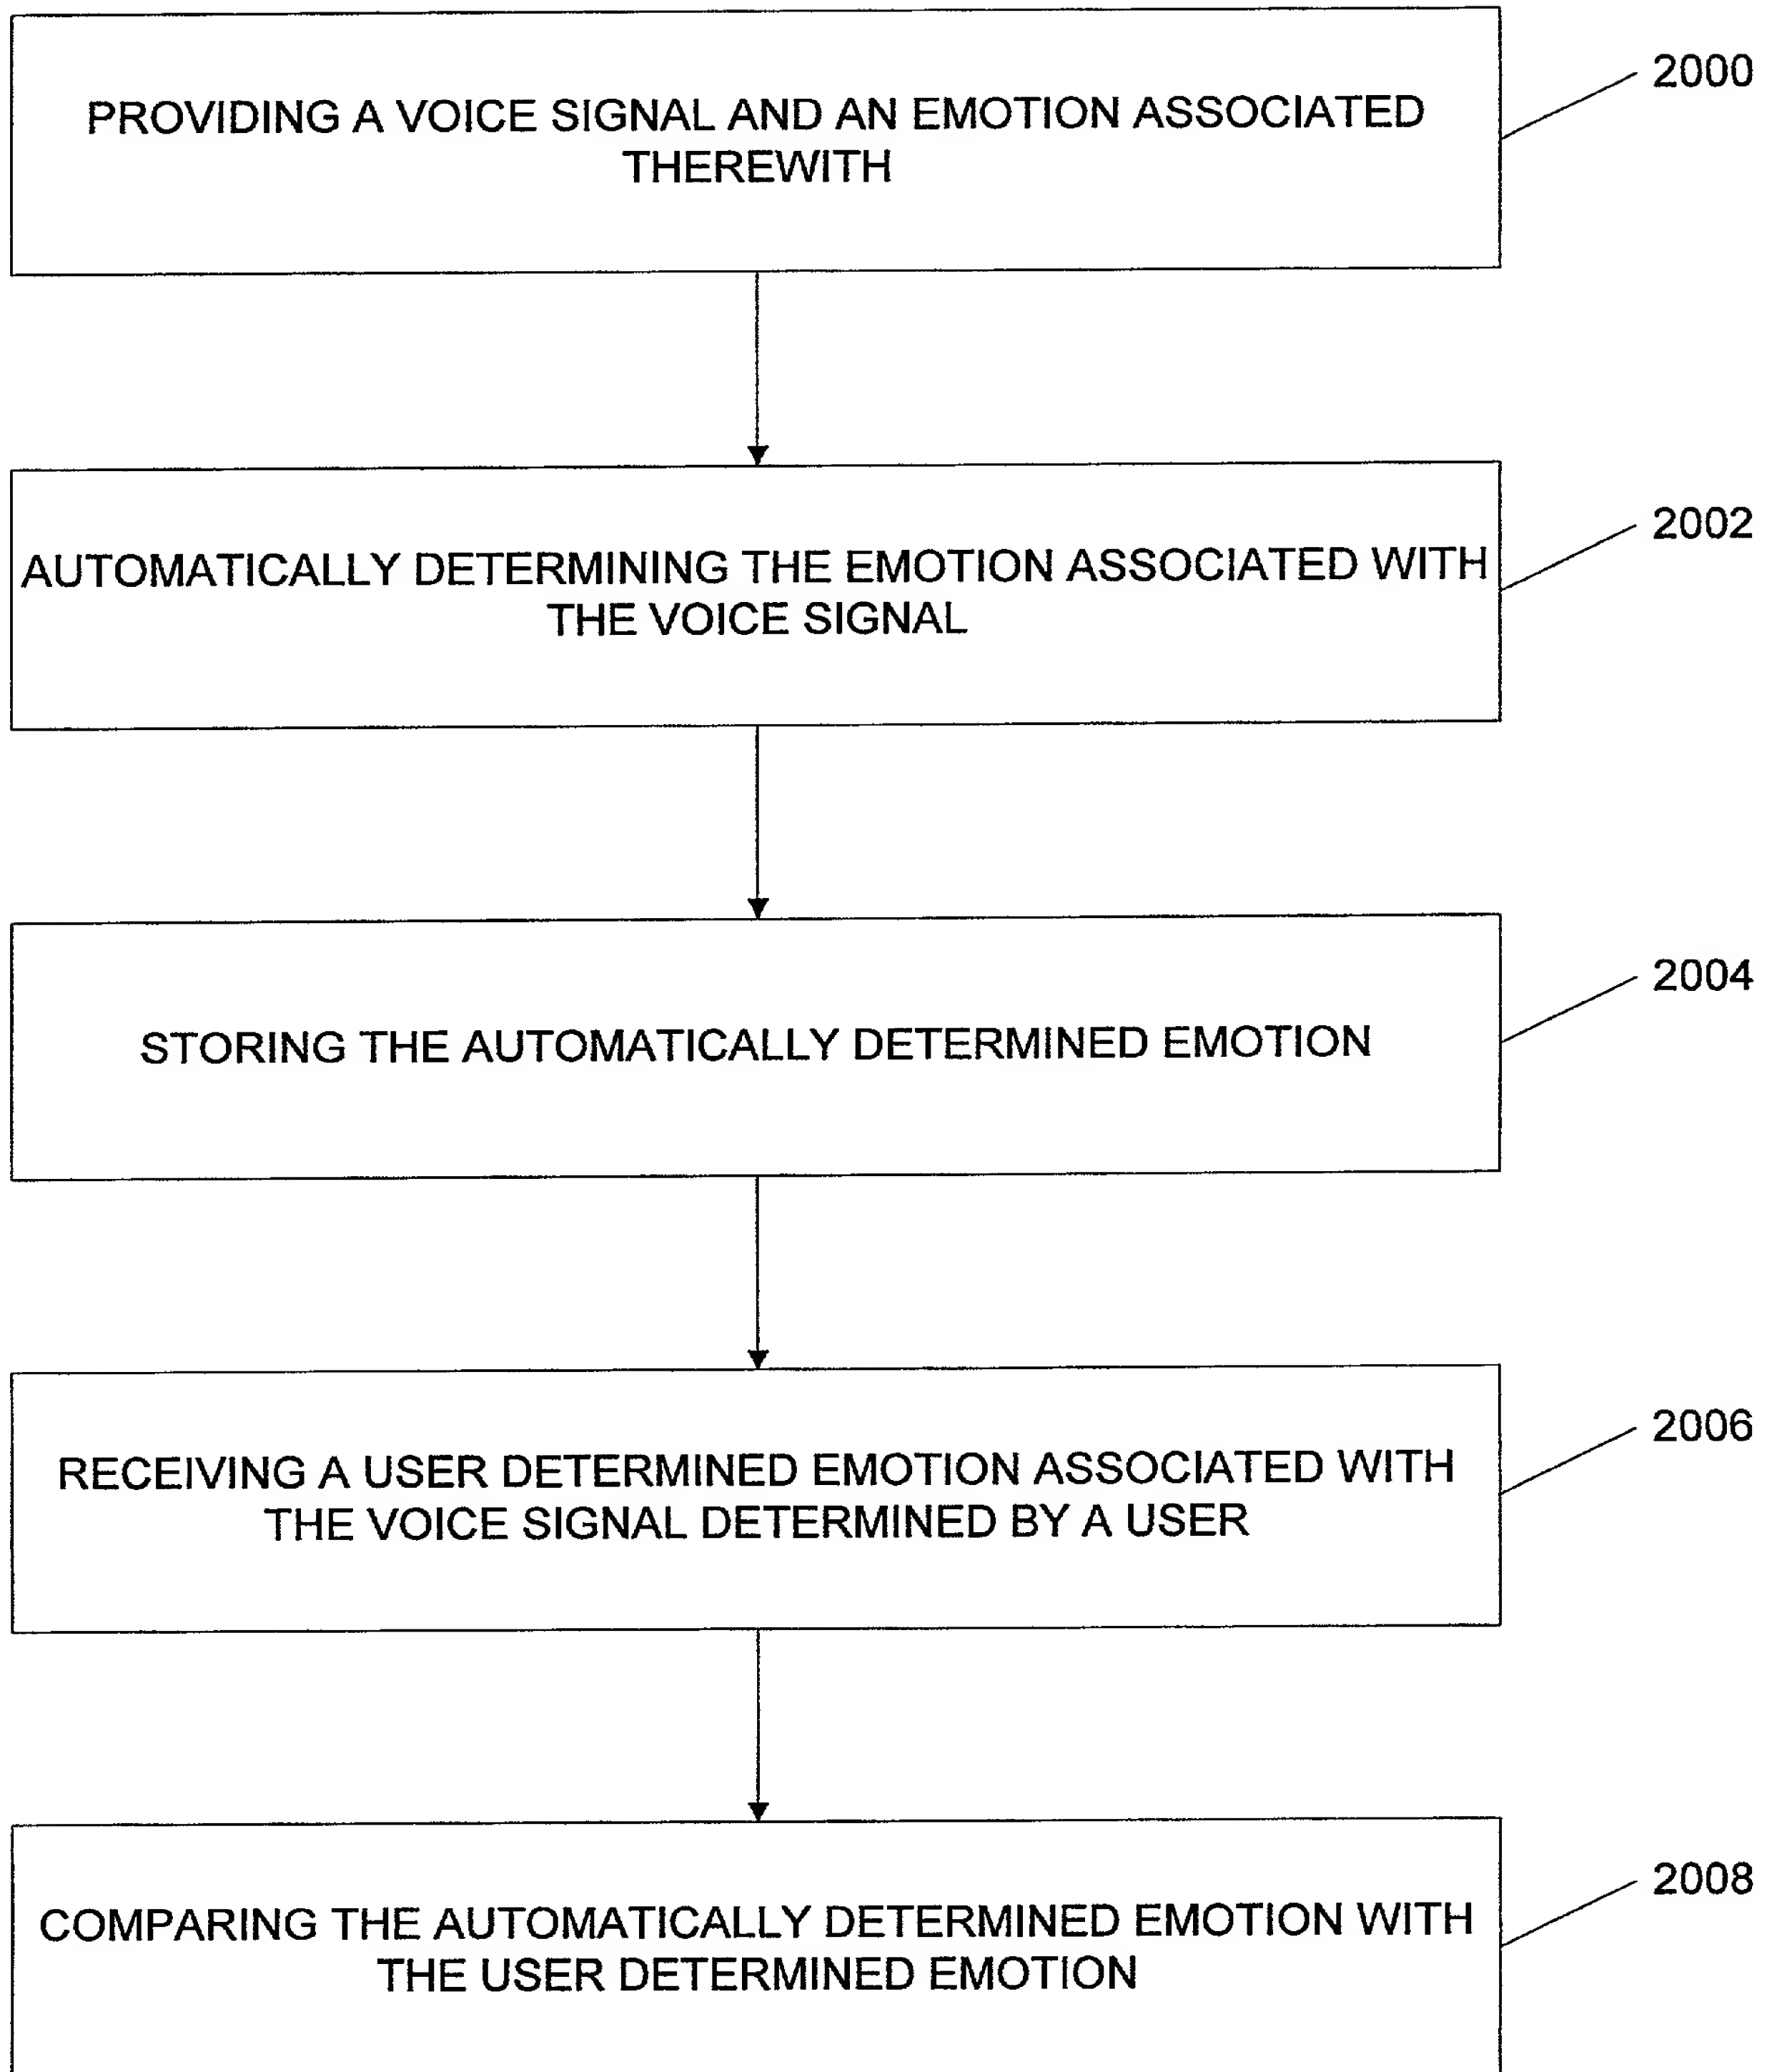 2000
PROVIDING A VOICE SIGNAL AND AN EMOTION ASSOCIATED
THEREWITH
2002
AUTOMATICALLY DETERMINING THE EMOTION ASSOCIATED WITH
THE VOICE SIGNAL
2004
STORING THE AUTOMATICALLY DETERMINED EMOTION
2006
RECEIVING A USER DETERMINED EMOTION ASSOCIATED WITH
THE VOICE SIGNAL DETERMINED BY A USER
2008
COMPARING THE AUTOMATICALLY DETERMINED EMOTION WITH
THE USER DETERMINED EMOTION